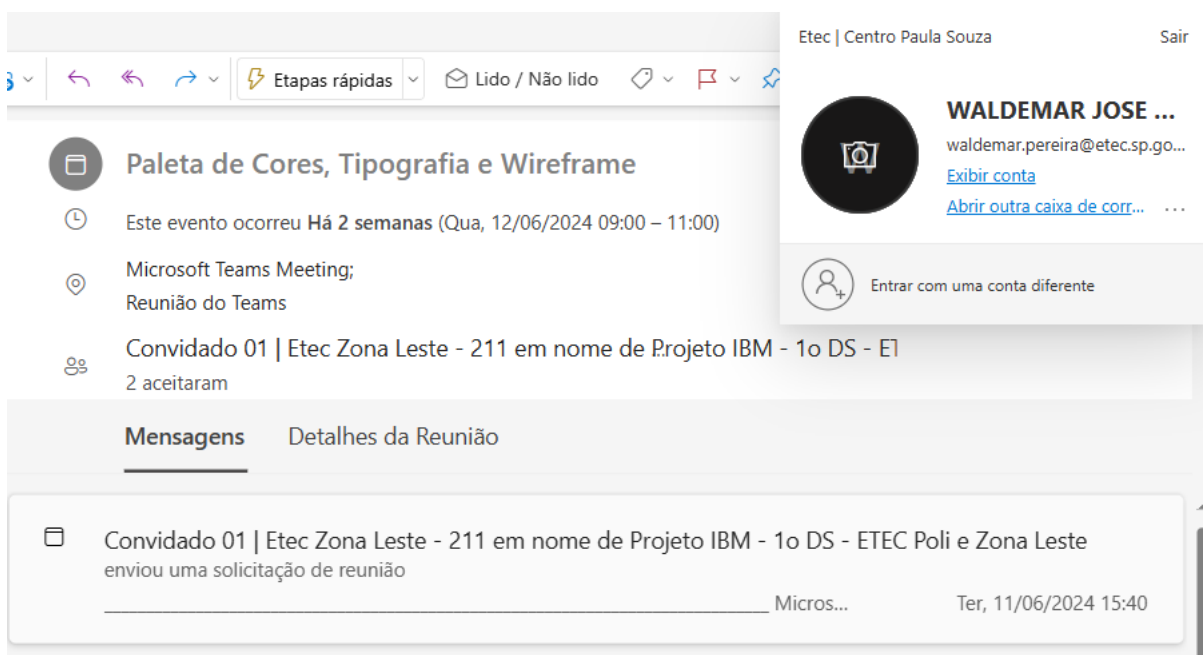 Etec | Centro Paula Souza Sair
Etapas rápidas Lido / Não lido
WALDEMAR JOSE ...
waldemar.pereira@etec.sp.go...
Exibir conta
Abrir outra caixa de corr... ...
Entrar com uma conta diferente
Paleta de Cores, Tipografia e Wireframe
Este evento ocorreu Há 2 semanas (Qua, 12/06/2024 09:00 – 11:00)
Microsoft Teams Meeting;
Reunião do Teams
Convidado 01 | Etec Zona Leste - 211 em nome de Projeto IBM - 1o DS -
2 aceitaram
Mensagens Detalhes da Reunião
Convidado 01 | Etec Zona Leste - 211 em nome de Projeto IBM - 1o DS - ETEC Poli e Zona Leste
enviou uma solicitação de reunião
________________________________________________________________________________ Micros... Ter, 11/06/2024 15:40